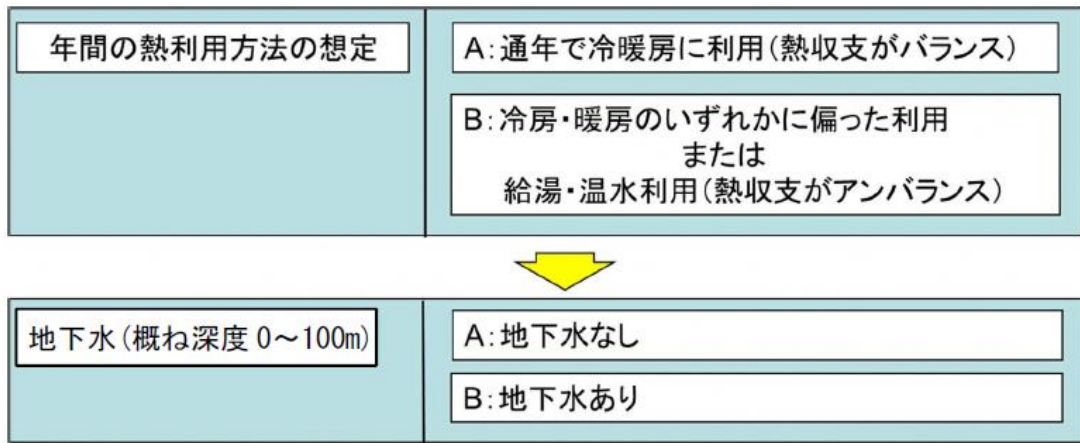 年間の熱利用方法の想定
A:通年で冷暖房に利用(熱収支がバランス)
B:冷房・暖房のいずれかに偏った利用
または
給湯・温水利用(熱収支がアンバランス)
地下水(概ね深度 0~100m)
A:地下水なし
B:地下水あり